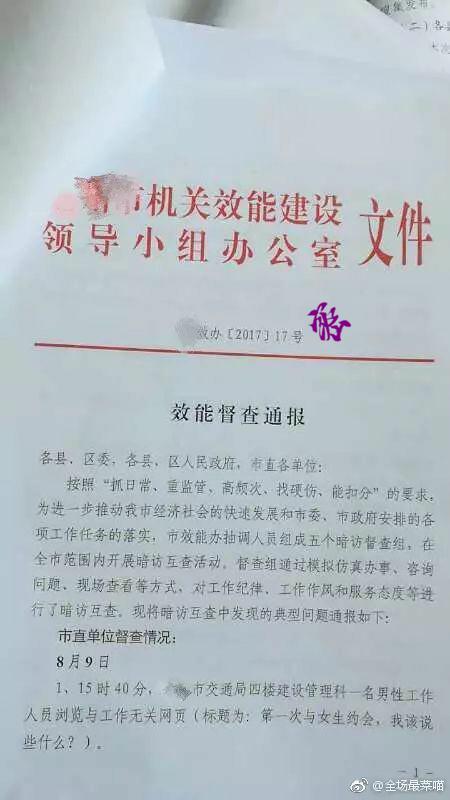 （二）各县
市机关效能建设
领导小组办公室 文件
效办〔2017〕17号
效能督查通报
各县、区委，各县、区人民政府，市直各单位：
按照“抓日常、重监管、高频次、找硬伤、能扣分”的要求，
为进一步推动我市经济社会的快速发展和市委、市政府安排的各
项工作任务的落实，市效能办抽调人员组成五个暗访督查组，在
全市范围内开展暗访互查活动。督查组通过模拟仿真办事、咨询
问题、现场查看等方式，对工作纪律、工作作风和服务态度等进
行了暗访互查。现将暗访互查中发现的典型问题通报如下：
市直单位督查情况：
8月9日
1、15时40分，市交通局四楼建设管理科一名男性工作
人员浏览与工作无关网页（标题为：第一次与女生约会，我该说
些什么？）。
- 1 -
@全场最菜喵